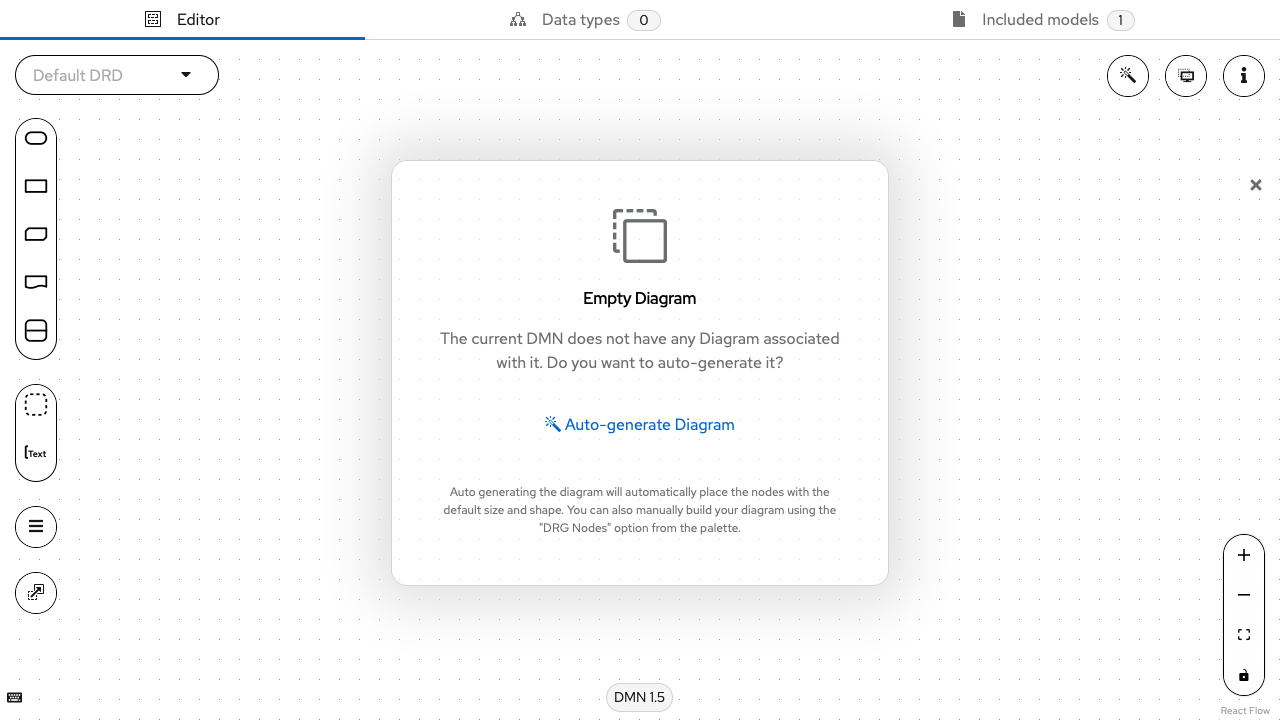 Editor
Data types 0
Included models 1
Default DRD
Empty Diagram
The current DMN does not have any Diagram associated
with it. Do you want to auto-generate it?
Auto-generate Diagram
Auto generating the diagram will automatically place the nodes with the
default size and shape. You can also manually build your diagram using the
"DRG Nodes" option from the palette.
Text
DMN 1.5
React Flow